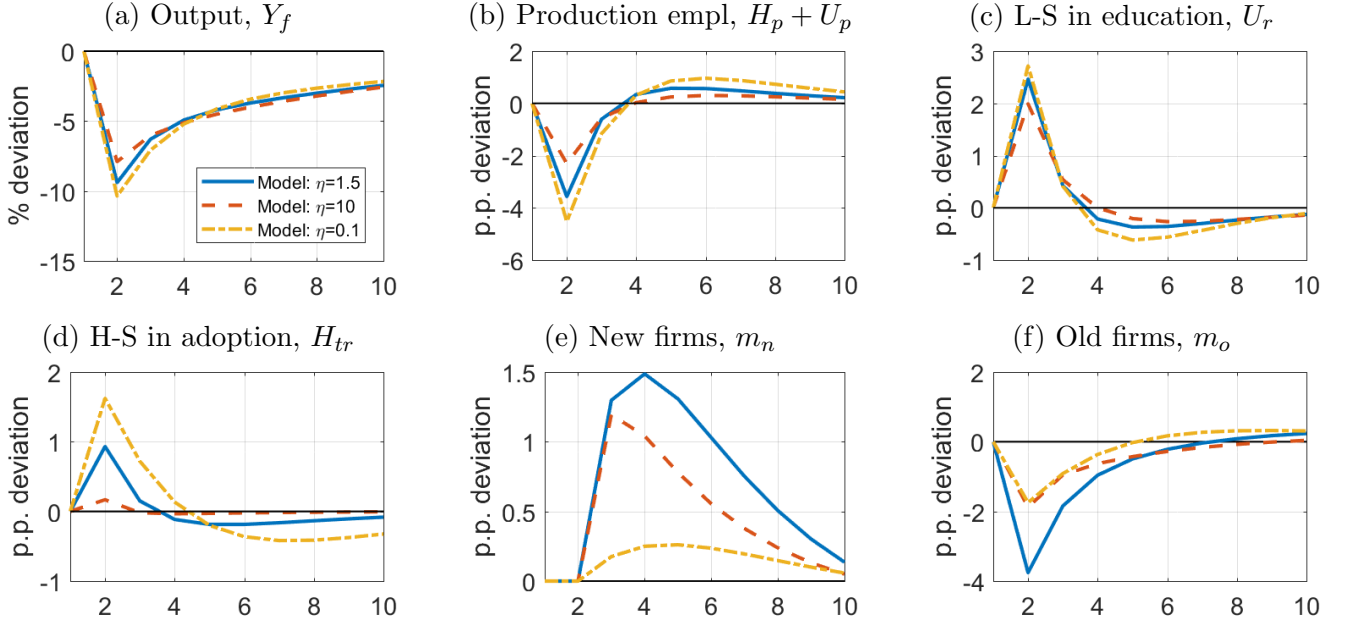 (a) Output, Y_f
(b) Production empl, H_p + U_p
(c) L-S in education, U_r
% deviation
0
-5
-10
-15
2 4 6 8 10
Model: η=1.5
Model: η=10
Model: η=0.1
p.p. deviation
2
0
-2
-4
-6
2 4 6 8 10
p.p. deviation
3
2
1
0
-1
2 4 6 8 10
(d) H-S in adoption, H_{tr}
(e) New firms, m_n
(f) Old firms, m_o
p.p. deviation
2
1
0
-1
2 4 6 8 10
p.p. deviation
1.5
1
0.5
0
2 4 6 8 10
p.p. deviation
2
0
-2
-4
2 4 6 8 10